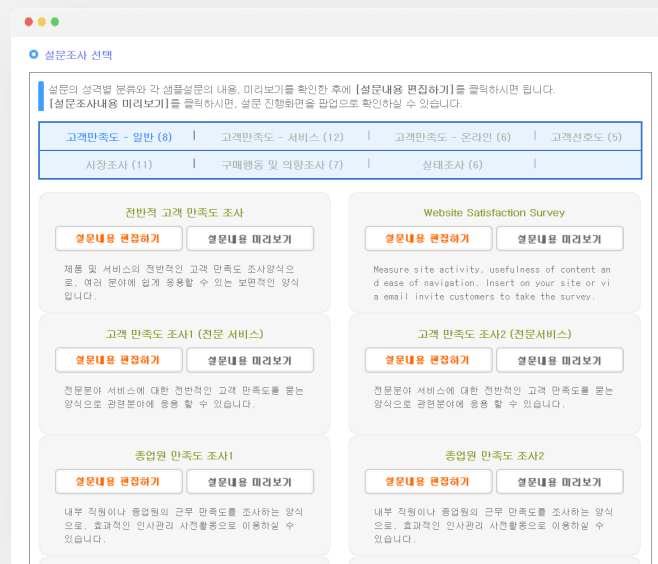 설문조사 선택
설문의 성격별 분류와 각 샘플설문의 내용, 미리보기를 확인한 후에 [설문내용 편집하기]를 클릭하시면 됩니다.
[설문조사내용 미리보기]를 클릭하시면, 설문 진행화면을 팝업으로 확인하실 수 있습니다.
고객만족도 - 일반 (8) | 고객만족도 - 서비스 (12) | 고객만족도 - 온라인 (6) | 고객선호도 (5)
시장조사 (11) | 구매행동 및 의향조사 (7) | 실태조사 (6) |
전반적 고객 만족도 조사
설문내용 편집하기 설문내용 미리보기
제품 및 서비스의 전반적인 고객 만족도 조사양식으
로, 여러 분야에 쉽게 응용할 수 있는 보편적인 양식
입니다.
Website Satisfaction Survey
설문내용 편집하기 설문내용 미리보기
Measure site activity, usefulness of content an
d ease of navigation. Insert on your site or vi
a email invite customers to take the survey.
고객 만족도 조사1 (전문 서비스)
설문내용 편집하기 설문내용 미리보기
전문분야 서비스에 대한 전반적인 고객 만족도를 묻는
양식으로 관련분야에 응용 할 수 있습니다.
고객 만족도 조사2 (전문서비스)
설문내용 편집하기 설문내용 미리보기
전문분야 서비스에 대한 전반적인 고객 만족도를 묻는
양식으로 관련분야에 응용 할 수 있습니다.
종업원 만족도 조사1
설문내용 편집하기 설문내용 미리보기
내부 직원이나 종업원의 근무 만족도를 조사하는 양식
으로, 효과적인 인사관리 사전활동으로 이용하실 수
있습니다.
종업원 만족도 조사2
설문내용 편집하기 설문내용 미리보기
내부 직원이나 종업원의 근무 만족도를 조사하는 양식
으로, 효과적인 인사관리 사전활동으로 이용하실 수
있습니다.